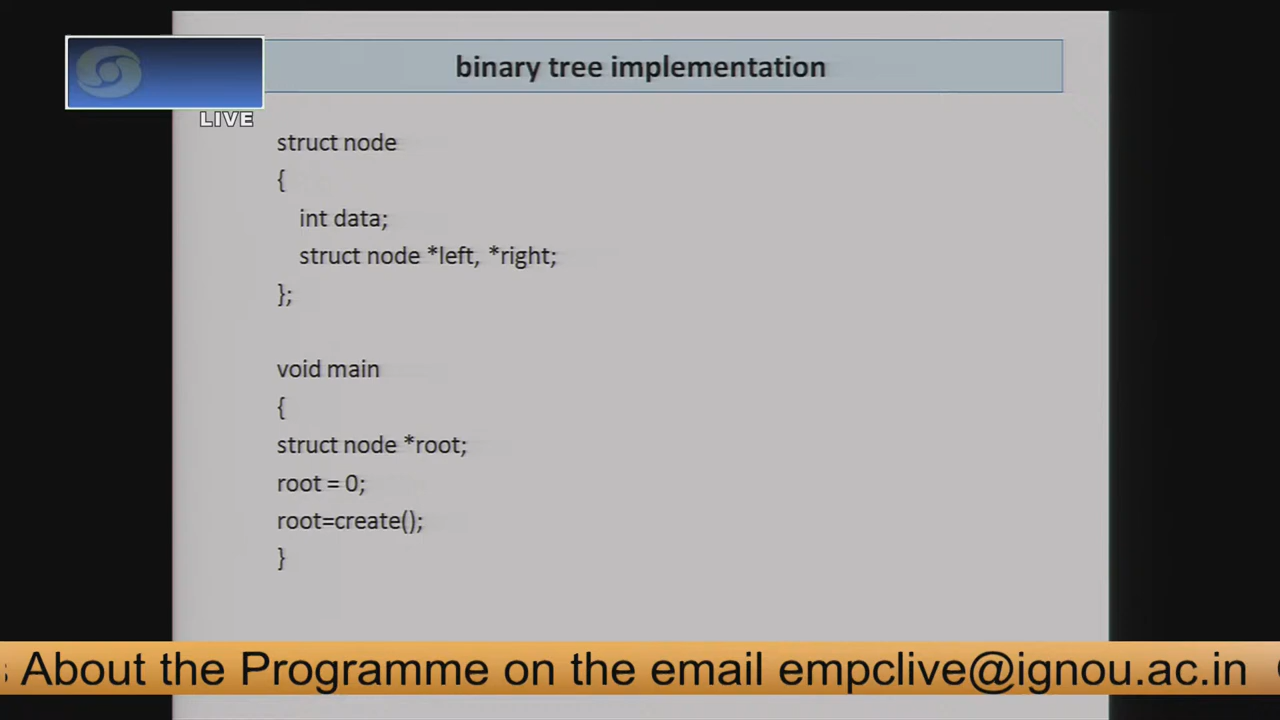 binary tree implementation
LIVE
struct node
{
int data;
struct node *left, *right;
};
void main
{
struct node *root;
root = 0;
root=create();
}
About the Programme on the email empclive@ignou.ac.in